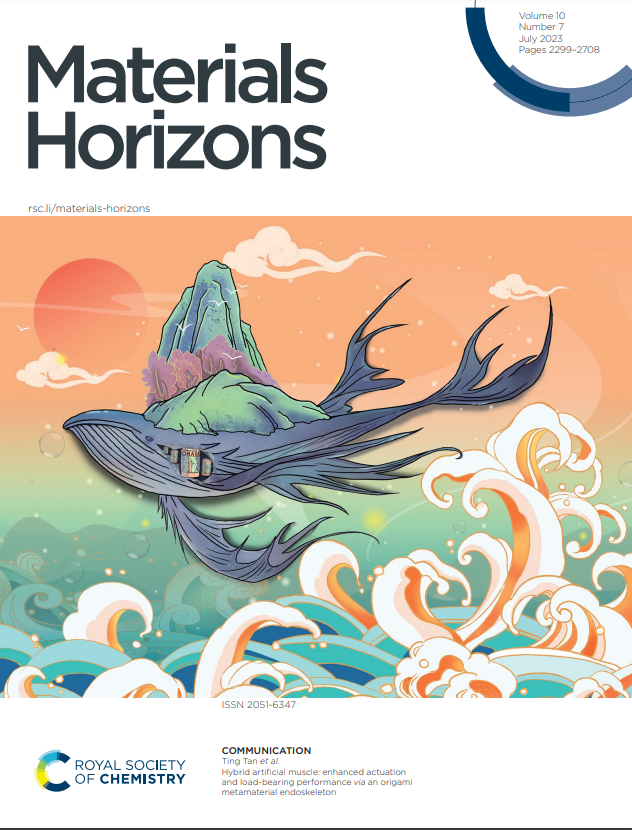 Volume 10
Number 7
July 2023
Pages 2299–2708
Materials
Horizons
rsc.li/materials-horizons
OHAM
ISSN 2051-6347
ROYAL SOCIETY
OF CHEMISTRY
COMMUNICATION
Ting Tan et al.
Hybrid artificial muscle: enhanced actuation
and load-bearing performance via an origami
metamaterial endoskeleton